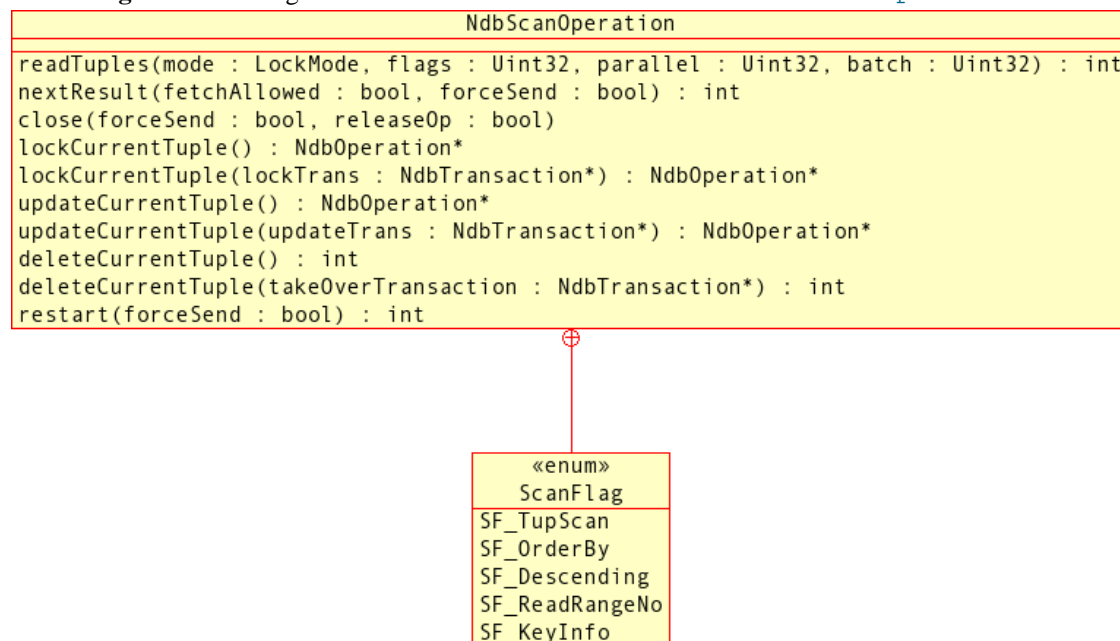 NdbScanOperation
readTuples(mode : LockMode, flags : Uint32, parallel : Uint32, batch : Uint32) : int
nextResult(fetchAllowed : bool, forceSend : bool) : int
close(forceSend : bool, releaseOp : bool)
lockCurrentTuple() : NdbOperation*
lockCurrentTuple(lockTrans : NdbTransaction*) : NdbOperation*
updateCurrentTuple() : NdbOperation*
updateCurrentTuple(updateTrans : NdbTransaction*) : NdbOperation*
deleteCurrentTuple() : int
deleteCurrentTuple(takeOverTransaction : NdbTransaction*) : int
restart(forceSend : bool) : int
«enum»
ScanFlag
SF_TupScan
SF_OrderBy
SF_Descending
SF_ReadRangeNo
SF_KeyInfo